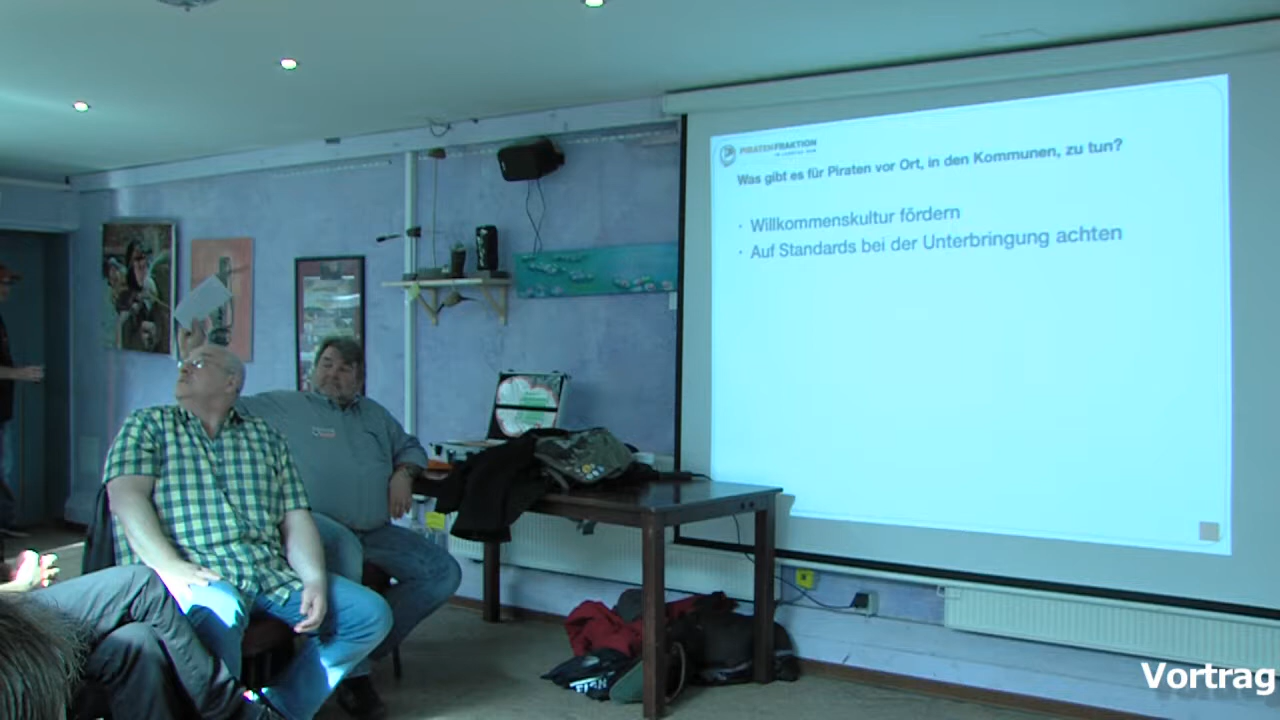 PIRATENFRAKTION
Was gibt es für Piraten vor Ort, in den Kommunen, zu tun?
· Willkommenskultur fördern
· Auf Standards bei der Unterbringung achten
Vortrag